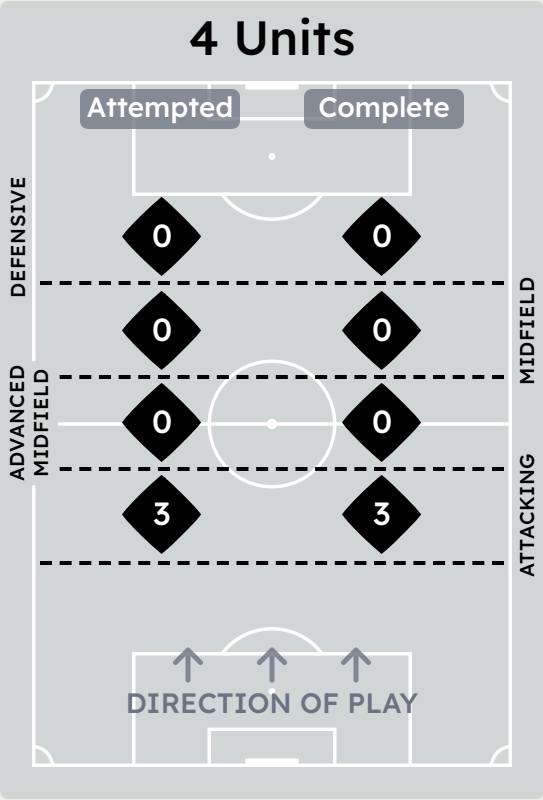 4 Units
Attempted
Complete
DEFENSIVE
0
0
MIDFIELD
0
0
ADVANCED
MIDFIELD
0
0
ATTACKING
3
3
DIRECTION OF PLAY